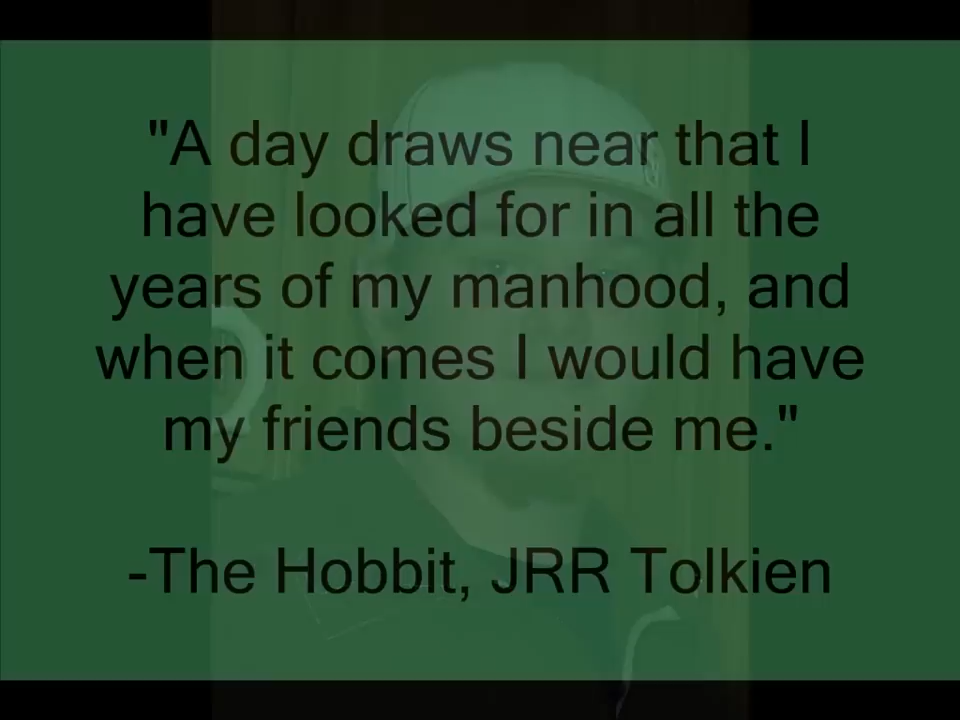 "A day draws near that I
have looked for in all the
years of my manhood, and
when it comes I would have
my friends beside me."
-The Hobbit, JRR Tolkien